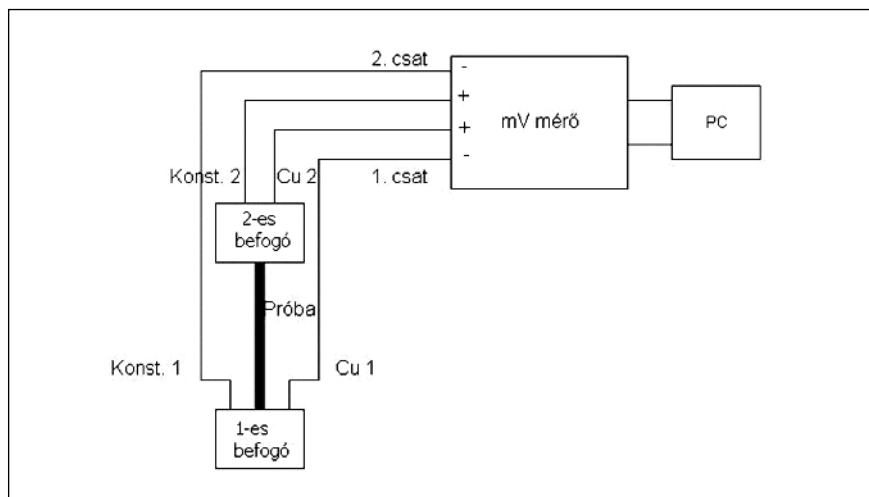 2. csat
-
+
+
-
mV mérő
PC
1. csat
Konst. 2
Cu 2
2-es
befogó
Próba
Konst. 1
Cu 1
1-es
befogó